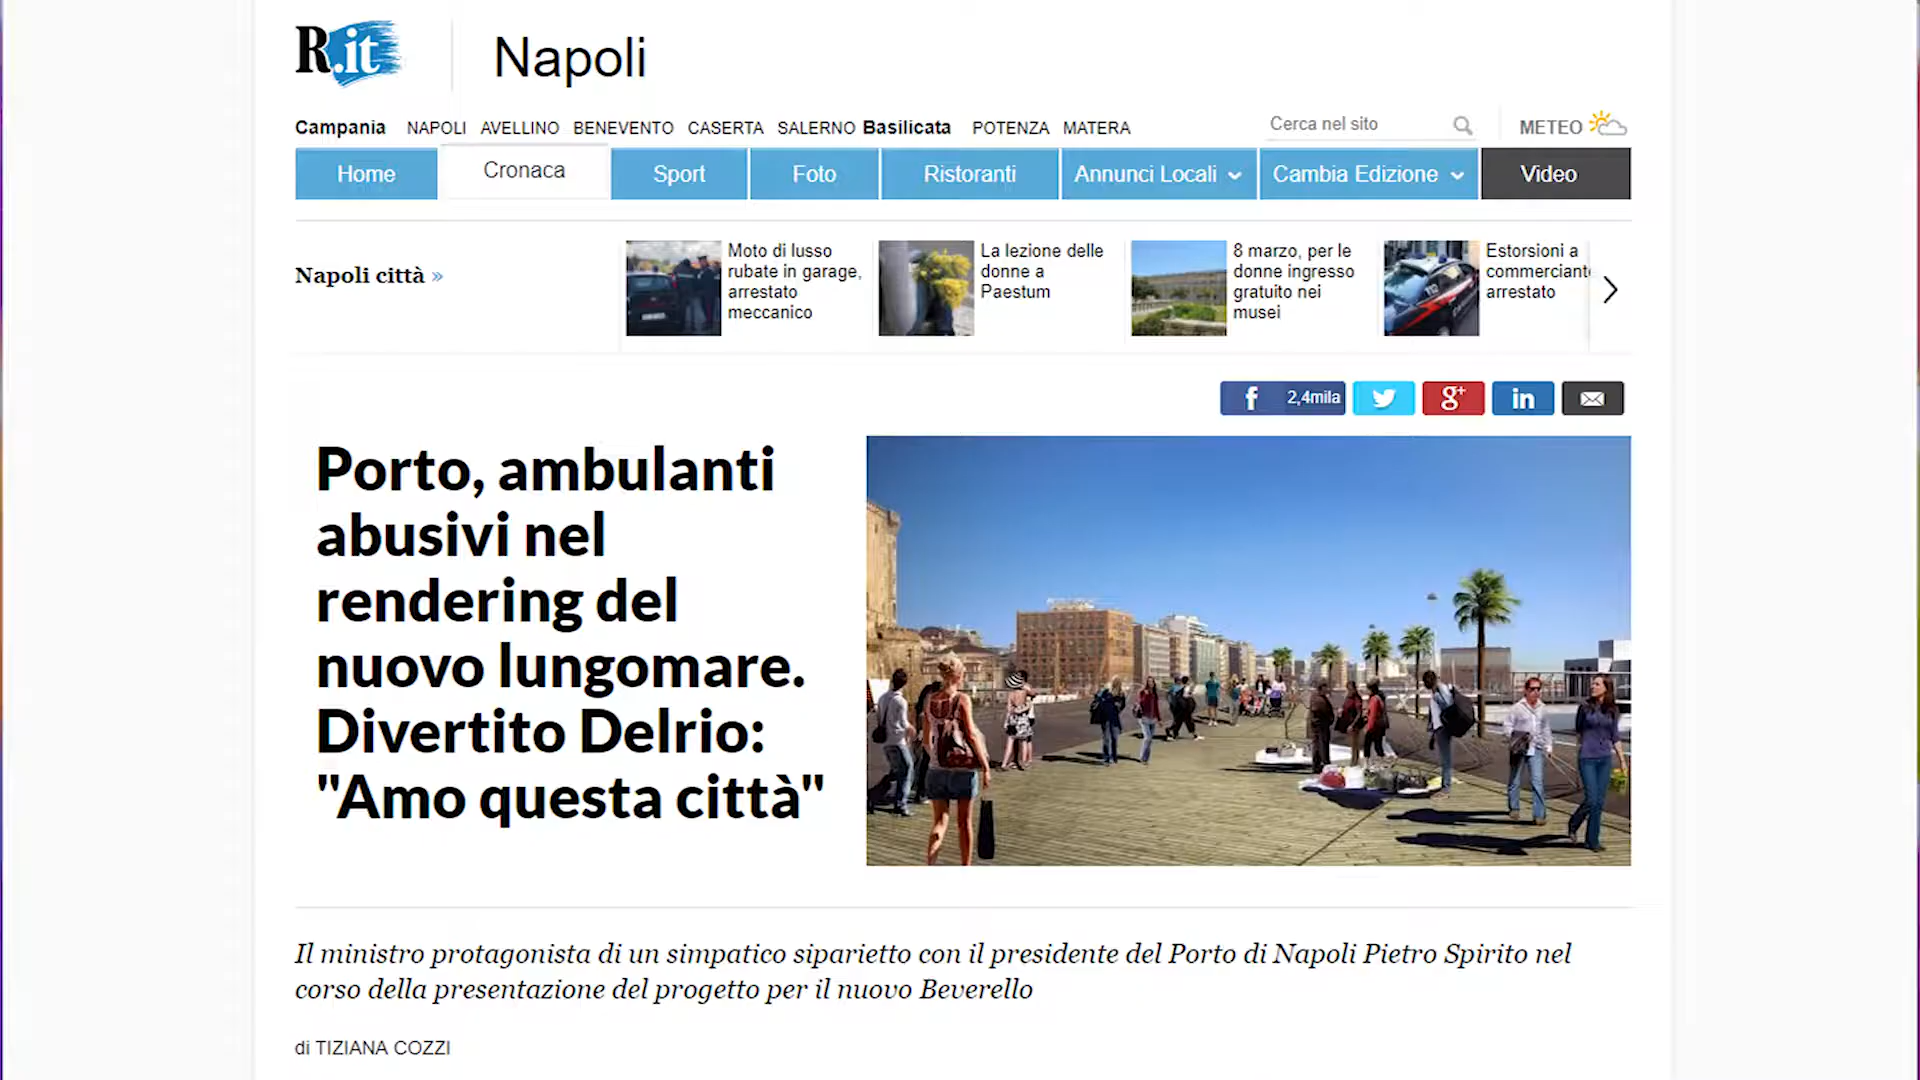 R.it
Napoli
Campania NAPOLI AVELLINO BENEVENTO CASERTA SALERNO Basilicata POTENZA MATERA
Cerca nel sito
METEO
Home
Cronaca
Sport
Foto
Ristoranti
Annunci Locali
Cambia Edizione
Video
Napoli città »
Moto di lusso
rubate in garage,
arrestato
meccanico
La lezione delle
donne a
Paestum
8 marzo, per le
donne ingresso
gratuito nei
musei
Estorsioni a
commerciante
arrestato
f 2,4mila
g+
in
Porto, ambulanti
abusivi nel
rendering del
nuovo lungomare.
Divertito Delrio:
"Amo questa città"
Il ministro protagonista di un simpatico siparietto con il presidente del Porto di Napoli Pietro Spirito nel
corso della presentazione del progetto per il nuovo Beverello
di TIZIANA COZZI